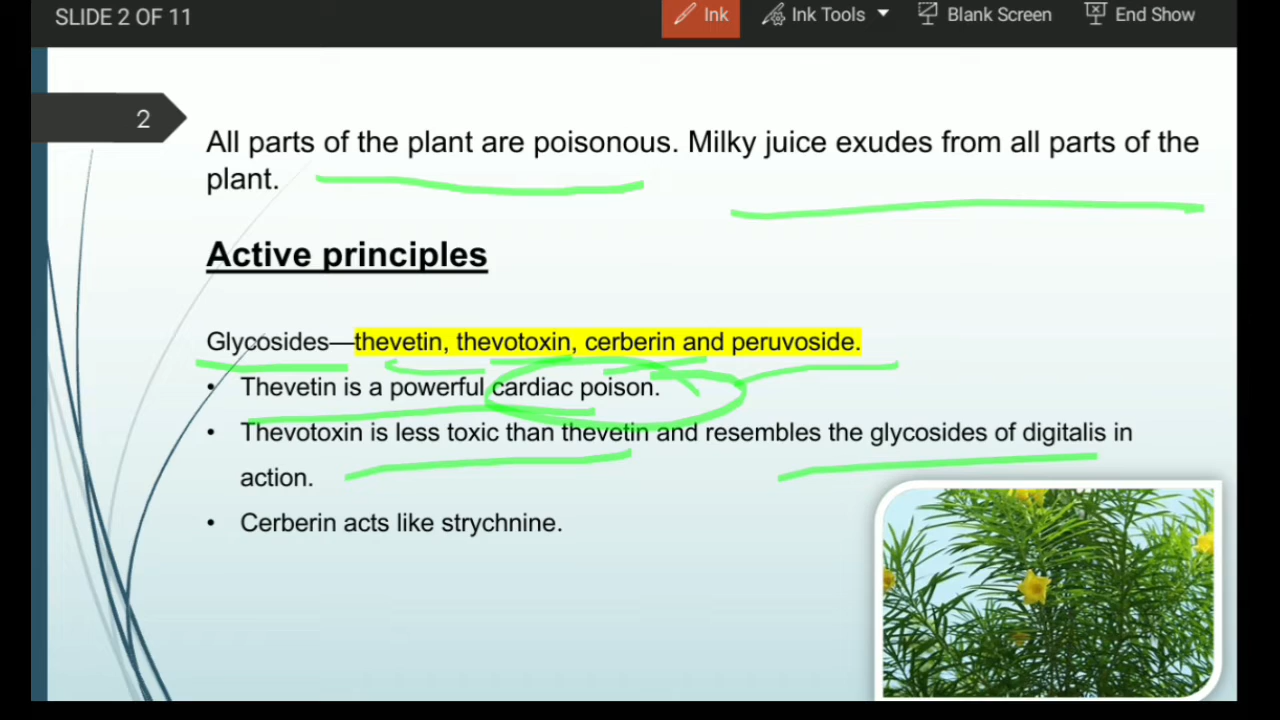 SLIDE 2 OF 11
Ink
Ink Tools
Blank Screen
End Show
2
All parts of the plant are poisonous. Milky juice exudes from all parts of the
plant.
Active principles
Glycosides—thevetin, thevotoxin, cerberin and peruvoside.
• Thevetin is a powerful cardiac poison.
• Thevotoxin is less toxic than thevetin and resembles the glycosides of digitalis in
action.
• Cerberin acts like strychnine.